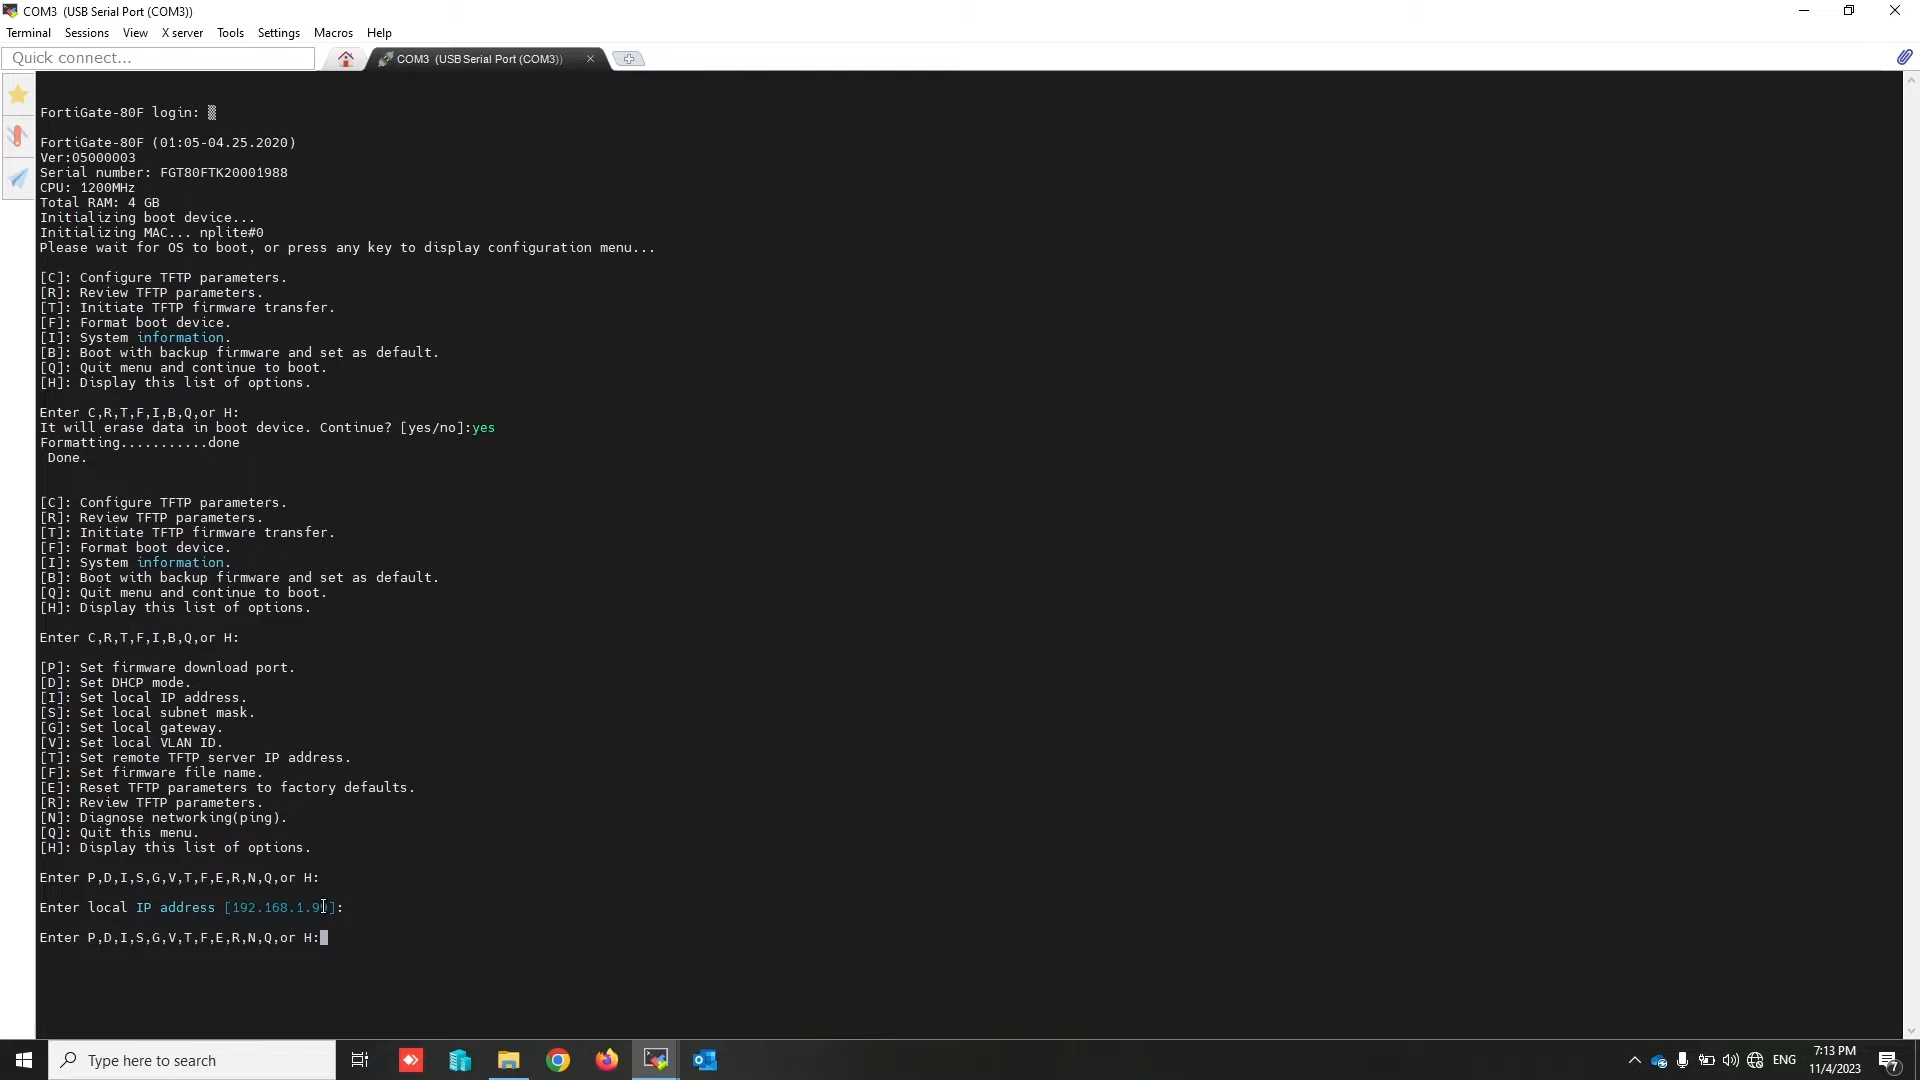 COM3  (USB Serial Port (COM3))
Terminal Sessions View X server Tools Settings Macros Help
Quick connect...
COM3  (USB Serial Port (COM3))
FortiGate-80F login:
FortiGate-80F (01:05-04.25.2020)
Ver:05000003
Serial number: FGT80FTK20001988
CPU: 1200MHz
Total RAM: 4 GB
Initializing boot device...
Initializing MAC... nplite#0
Please wait for OS to boot, or press any key to display configuration menu...
[C]: Configure TFTP parameters.
[R]: Review TFTP parameters.
[T]: Initiate TFTP firmware transfer.
[F]: Format boot device.
[I]: System information.
[B]: Boot with backup firmware and set as default.
[Q]: Quit menu and continue to boot.
[H]: Display this list of options.
Enter C,R,T,F,I,B,Q,or H:
It will erase data in boot device. Continue? [yes/no]:yes
Formatting...........done
Done.
[C]: Configure TFTP parameters.
[R]: Review TFTP parameters.
[T]: Initiate TFTP firmware transfer.
[F]: Format boot device.
[I]: System information.
[B]: Boot with backup firmware and set as default.
[Q]: Quit menu and continue to boot.
[H]: Display this list of options.
Enter C,R,T,F,I,B,Q,or H:
[P]: Set firmware download port.
[D]: Set DHCP mode.
[I]: Set local IP address.
[S]: Set local subnet mask.
[G]: Set local gateway.
[V]: Set local VLAN ID.
[T]: Set remote TFTP server IP address.
[F]: Set firmware file name.
[E]: Reset TFTP parameters to factory defaults.
[R]: Review TFTP parameters.
[N]: Diagnose networking(ping).
[Q]: Quit this menu.
[H]: Display this list of options.
Enter P,D,I,S,G,V,T,F,E,R,N,Q,or H:
Enter local IP address
Enter P,D,I,S,G,V,T,F,E,R,N,Q,or H:
Type here to search
ENG
7:13 PM
11/4/2023
7